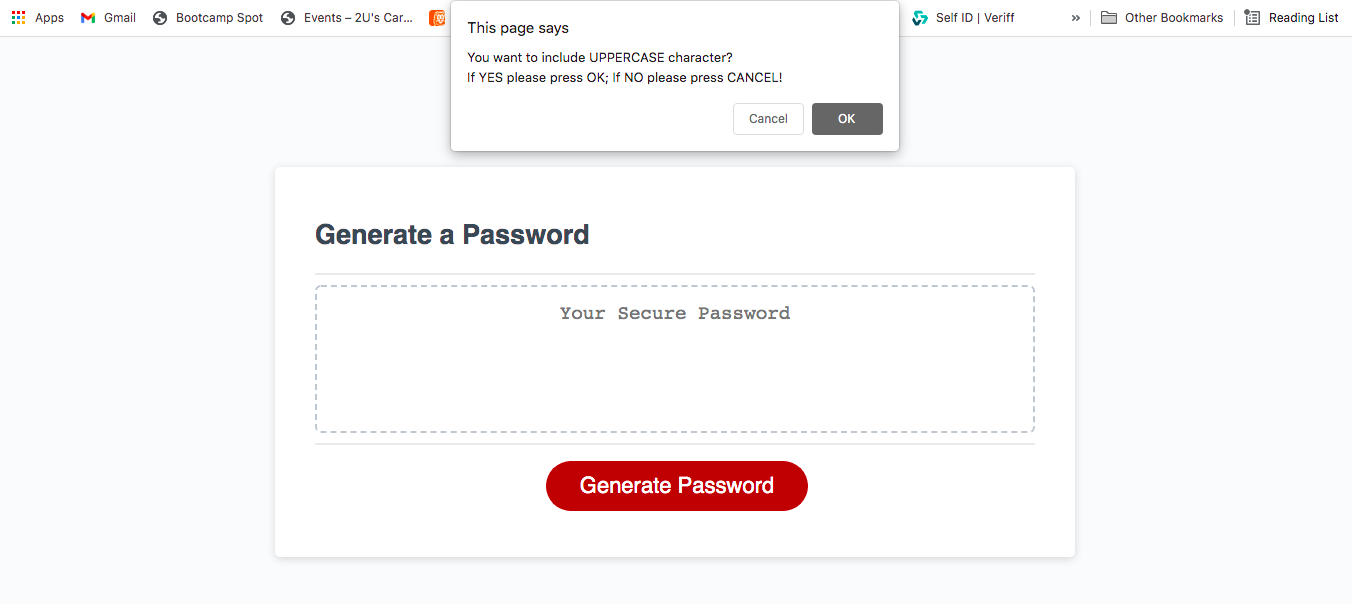 Apps
Gmail
Bootcamp Spot
Events – 2U's Car...
Self ID | Veriff
»
Other Bookmarks
Reading List
This page says
You want to include UPPERCASE character?
If YES please press OK; If NO please press CANCEL!
Cancel
OK
Generate a Password
Your Secure Password
Generate Password